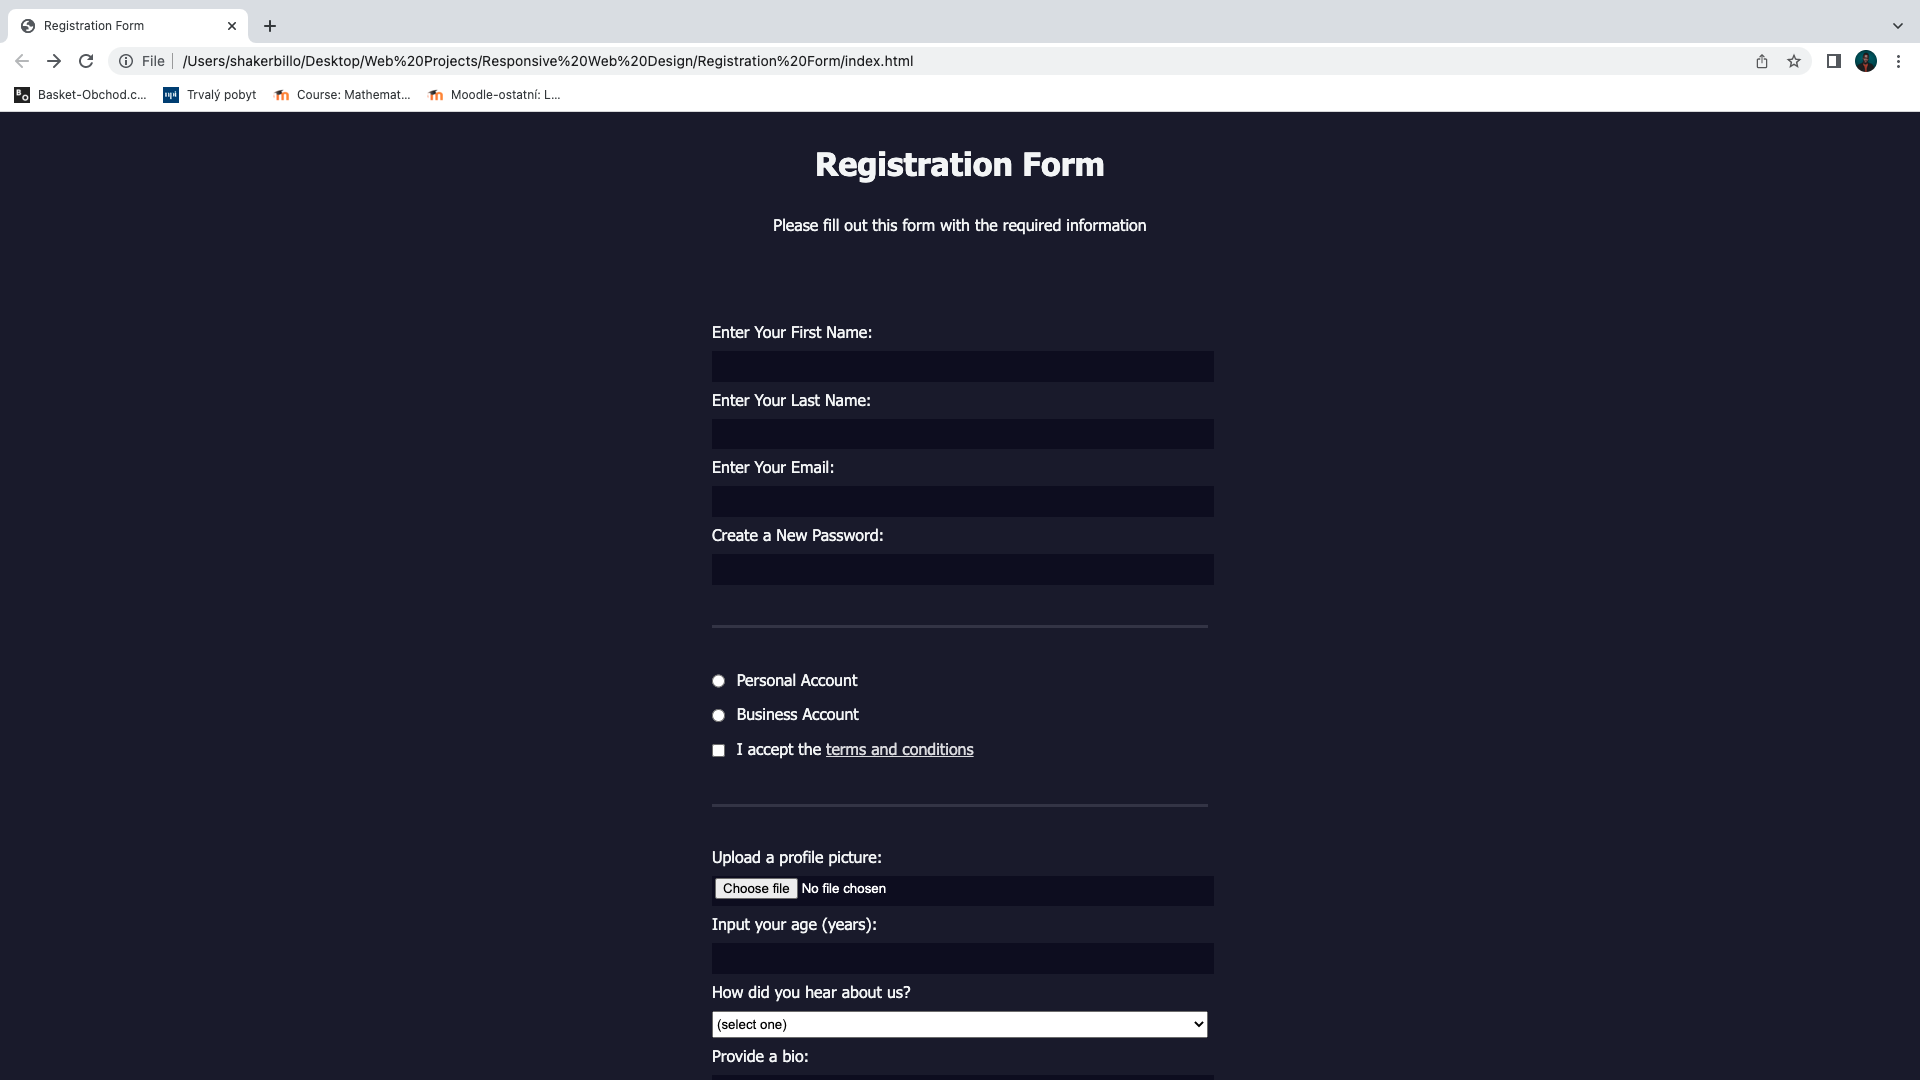 Registration Form
File
/Users/shakerbillo/Desktop/Web%20Projects/Responsive%20Web%20Design/Registration%20Form/index.html
Basket-Obchod.c...
Trvalý pobyt
Course: Mathemat...
Moodle-ostatní: L...
Registration Form
Please fill out this form with the required information
Enter Your First Name:
Enter Your Last Name:
Enter Your Email:
Create a New Password:
Personal Account
Business Account
I accept the terms and conditions
Upload a profile picture:
Choose file No file chosen
Input your age (years):
How did you hear about us?
(select one)
Provide a bio: